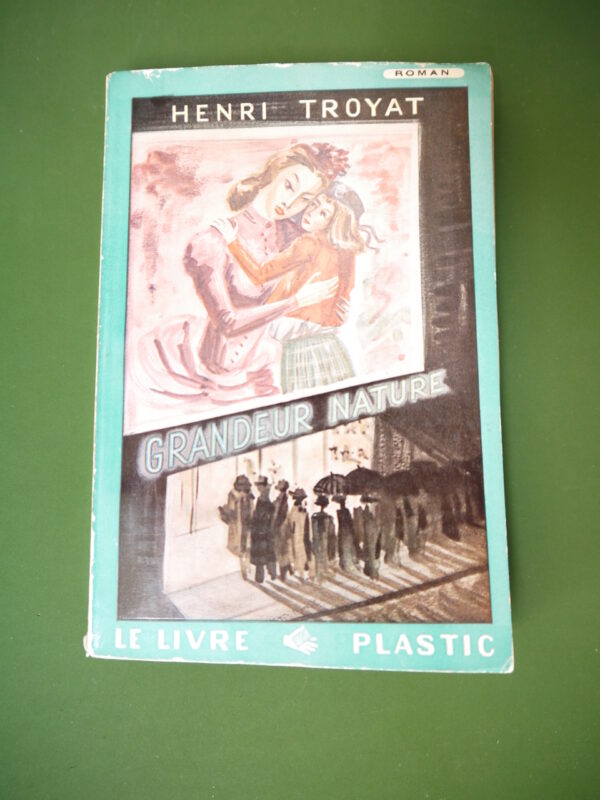 ROMAN
HENRI TROYAT
GRANDEUR NATURE
LE LIVRE PLASTIC